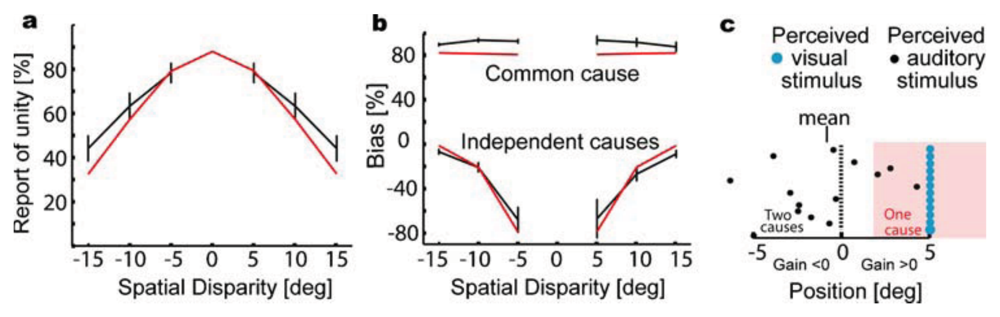 a
Report of unity [%]
80
60
40
20
-15 -10 -5 0 5 10 15
Spatial Disparity [deg]
b
Bias [%]
80
40
0
-40
-80
Common cause
Independent causes
-15 -10 -5 0 5 10 15
Spatial Disparity [deg]
c
Perceived
visual
stimulus
Perceived
auditory
stimulus
mean
Two
causes
One
cause
-5 0 5
Gain <0 Gain >0
Position [deg]